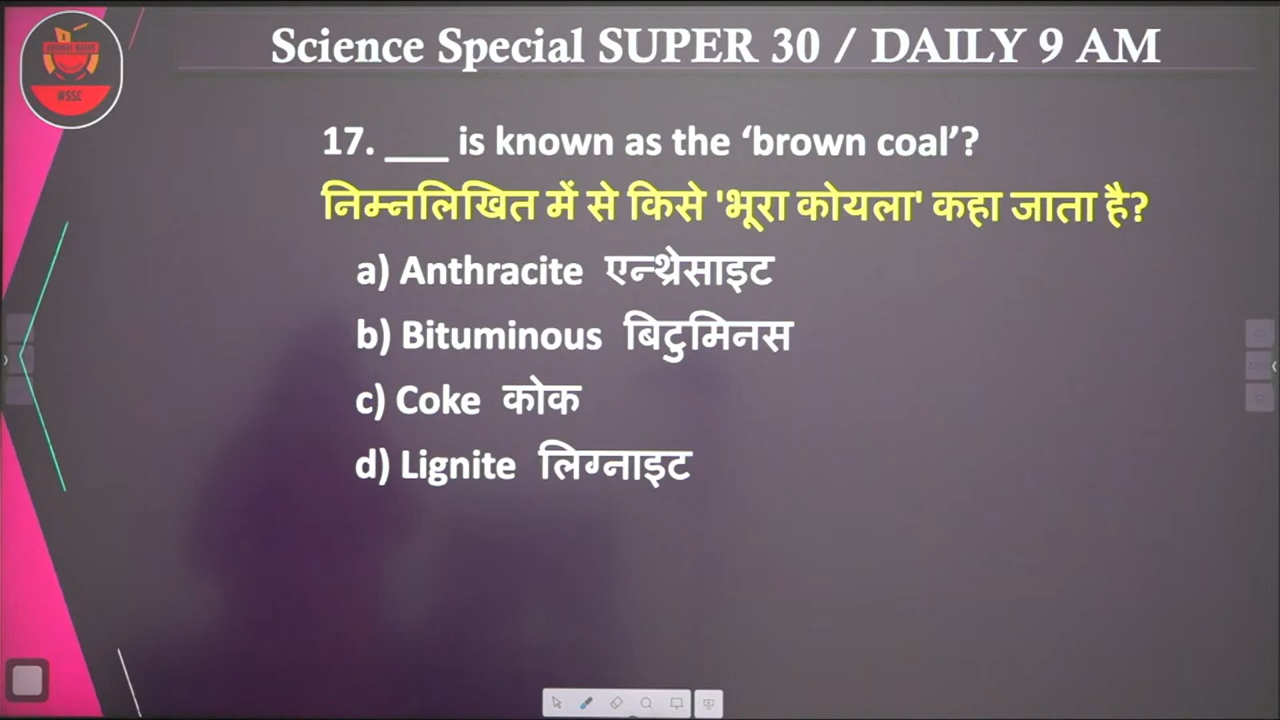 Science Special SUPER 30 / DAILY 9 AM
#SSC
17. ___ is known as the ‘brown coal’?
निम्नलिखित में से किसे 'भूरा कोयला' कहा जाता है?
a) Anthracite एन्थ्रेसाइट
b) Bituminous बिटुमिनस
c) Coke कोक
d) Lignite लिग्नाइट